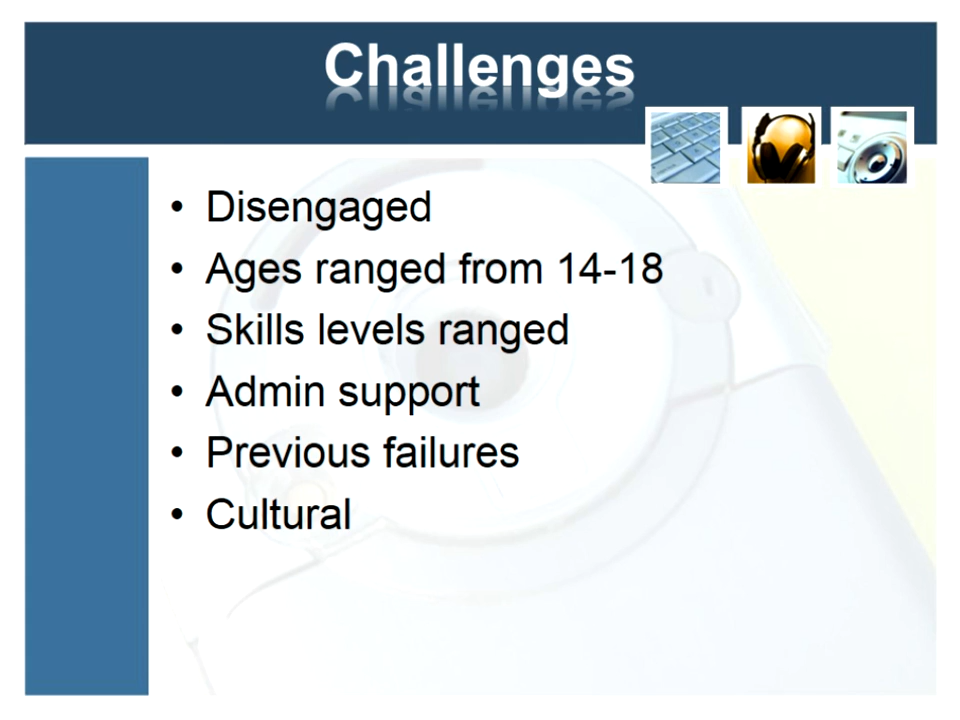 Challenges
• Disengaged
• Ages ranged from 14-18
• Skills levels ranged
• Admin support
• Previous failures
• Cultural